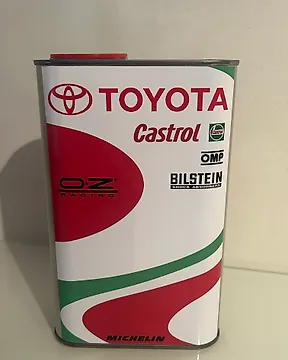 TOYOTA
Castrol
OMP
OZ
RACING
BILSTEIN
SHOCK ABSORBERS
MICHELIN